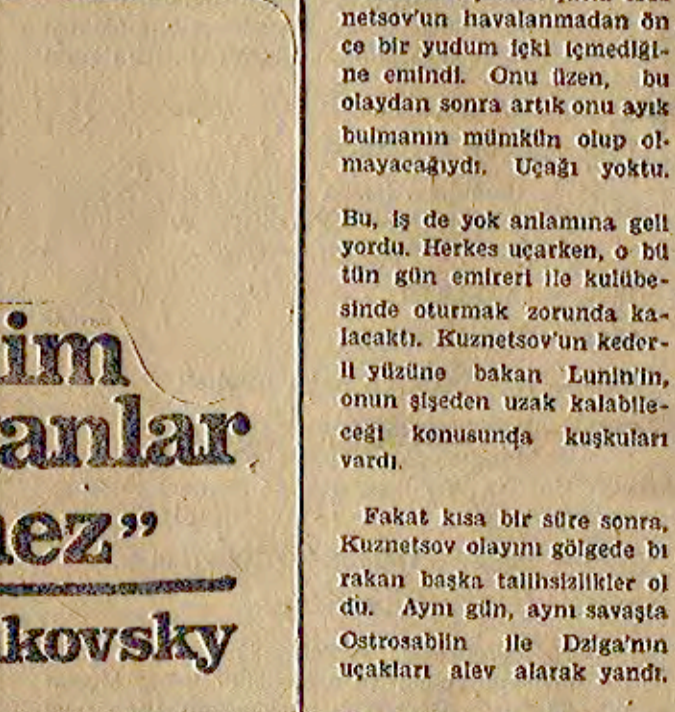 im
anlar
ez”
kovsky
netsov'un havalanmadan ön
ce bir yudum içki içmediği-
ne emindi. Onu üzen, bu
olaydan sonra artık onu ayık
bulmanın mümkün olup ol-
mayacağıydı. Uçağı yoktu.
Bu, iş de yok anlamına geli
yordu. Herkes uçarken, o bü
tün gün emireri ile kulübe-
sinde oturmak zorunda ka-
lacaktı. Kuznetsov'un keder-
li yüzüne bakan Lunin'in,
onun şişeden uzak kalabile-
ceği konusunda kuşkuları
vardı.
Fakat kısa bir süre sonra,
Kuznetsov olayını gölgede bı
rakan başka talihsizlikler ol
du. Aynı gün, aynı savaşta
Ostrosablin ile Dziga'nın
uçakları alev alarak yandı.